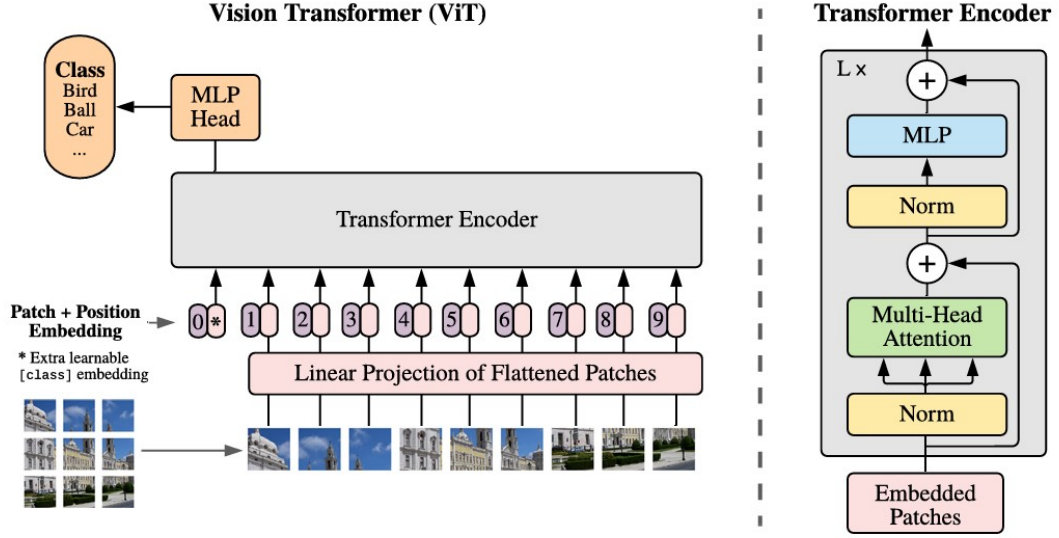 Vision Transformer (ViT)
Class
Bird
Ball
Car
...
MLP
Head
Transformer Encoder
Patch + Position
Embedding
0 * 1 2 3 4 5 6 7 8 9
* Extra learnable
[class] embedding
Linear Projection of Flattened Patches
Transformer Encoder
L ×
+
MLP
Norm
+
Multi-Head
Attention
Norm
Embedded
Patches